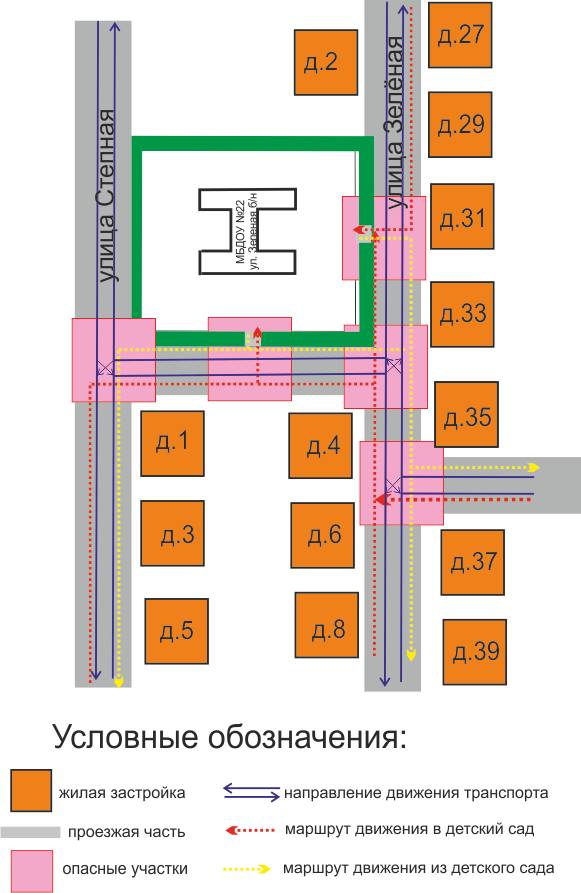 д.27
д.2
улица Зелёная
д.29
улица Степная
МБДОУ №22
ул. Зеленая б/н
д.31
д.33
д.35
д.1
д.4
д.3
д.6
д.37
д.5
д.8
д.39
Условные обозначения:
жилая застройка
направление движения транспорта
проезжая часть
маршрут движения в детский сад
опасные участки
маршрут движения из детского сада